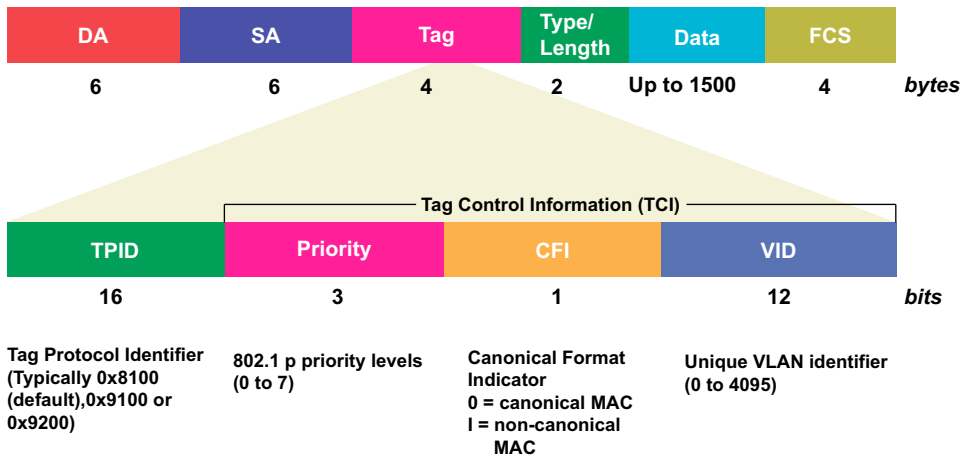 DA SA Tag Type/ Length Data FCS
6 6 4 2 Up to 1500 4 bytes
Tag Control Information (TCI)
TPID Priority CFI VID
16 3 1 12 bits
Tag Protocol Identifier
(Typically 0x8100
(default),0x9100 or
0x9200)
802.1 p priority levels
(0 to 7)
Canonical Format
Indicator
0 = canonical MAC
I = non-canonical
MAC
Unique VLAN identifier
(0 to 4095)